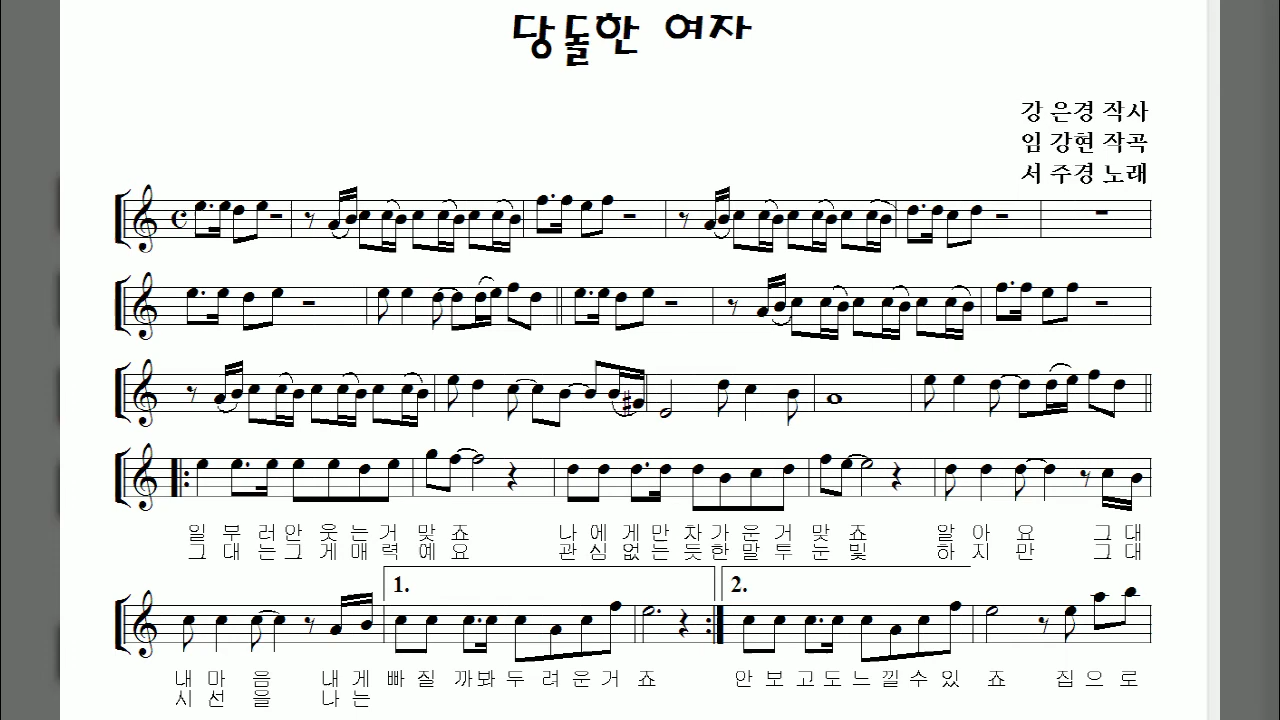 당돌한 여자
강 은경 작사
임 강현 작곡
서 주경 노래
일 부 러 안 웃 는 거 맞 죠 나 에 게 만 차 가 운 거 맞 죠 알 아 요 그 대
그 대 는 그 게 매 력 예 요 관 심 없 는 듯 한 말 투 눈 빛 하 지 만 그 대
1. 2.
내 마 음 내 게 빠 질 까 봐 두 려 운 거 죠 안 보 고 도 느 낄 수 있 죠 집 으 로
시 선 을 나 는